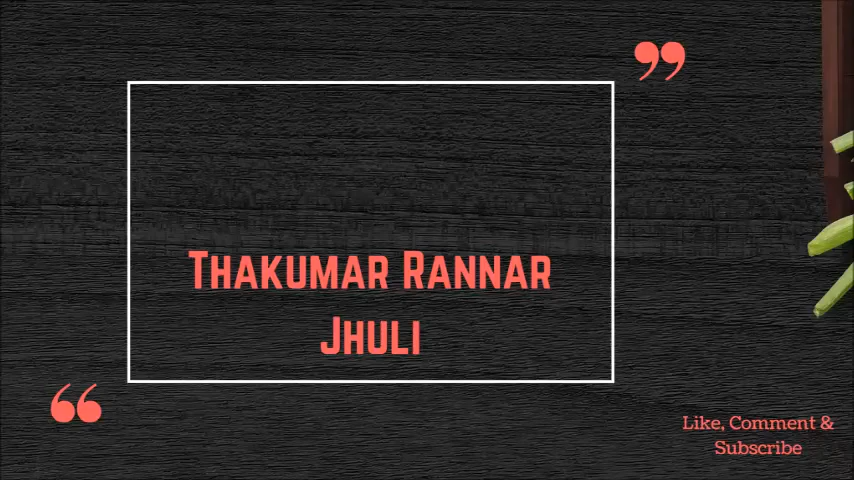 ”
Thakumar Rannar
Jhuli
“
Like, Comment &
Subscribe